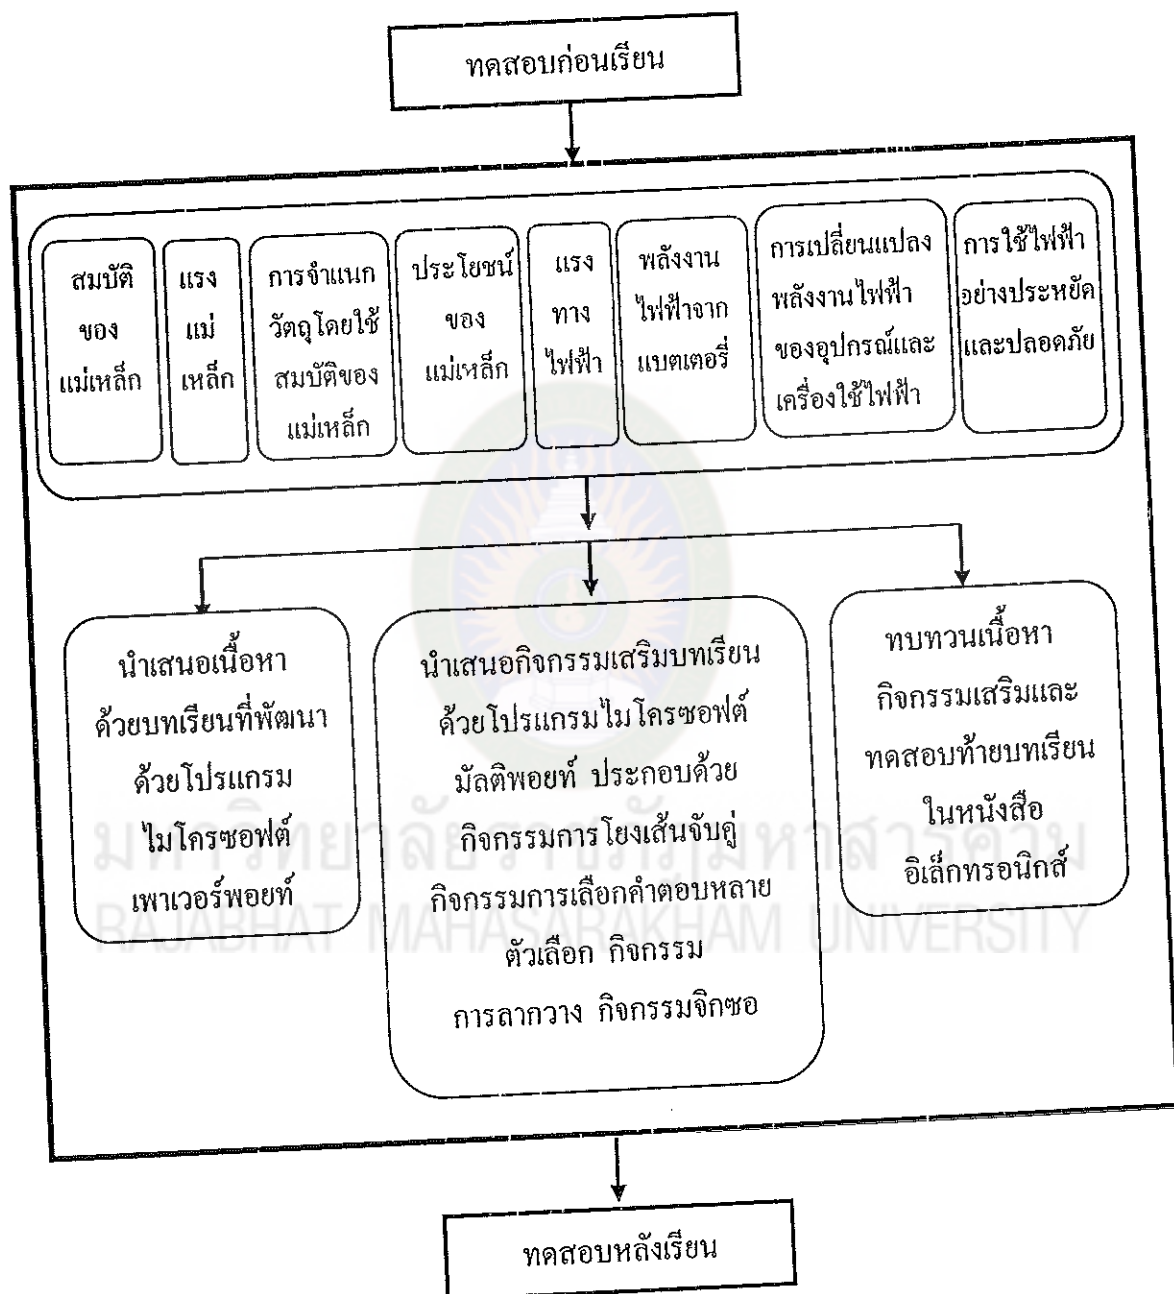 ทดสอบก่อนเรียน
สมบัติ
ของ
แม่เหล็ก
แรง
แม่
เหล็ก
การจำแนก
วัตถุโดยใช้
สมบัติของ
แม่เหล็ก
ประโยชน์
ของ
แม่เหล็ก
แรง
ทาง
ไฟฟ้า
พลังงาน
ไฟฟ้าจาก
แบตเตอรี่
การเปลี่ยนแปลง
พลังงานไฟฟ้า
ของอุปกรณ์และ
เครื่องใช้ไฟฟ้า
การใช้ไฟฟ้า
อย่างประหยัด
และปลอดภัย
นำเสนอเนื้อหา
ด้วยบทเรียนที่พัฒนา
ด้วยโปรแกรม
ไมโครซอฟต์
เพาเวอร์พอยท์
นำเสนอกิจกรรมเสริมบทเรียน
ด้วยโปรแกรมไมโครซอฟต์
มัลติพอยท์ ประกอบด้วย
กิจกรรมการโยงเส้นจับคู่
กิจกรรมการเลือกคำตอบหลาย
ตัวเลือก กิจกรรม
การลากวาง กิจกรรมจิกซอ
ทบทวนเนื้อหา
กิจกรรมเสริมและ
ทดสอบท้ายบทเรียน
ในหนังสือ
อิเล็กทรอนิกส์
มหาวิทยาลัยราชภัฏมหาสารคาม
RAJABHAT MAHASARAKHAM UNIVERSITY
ทดสอบหลังเรียน